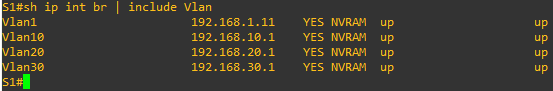 S1#sh ip int br | include Vlan
Vlan1 192.168.1.11 YES NVRAM up up
Vlan10 192.168.10.1 YES NVRAM up up
Vlan20 192.168.20.1 YES NVRAM up up
Vlan30 192.168.30.1 YES NVRAM up up
S1#